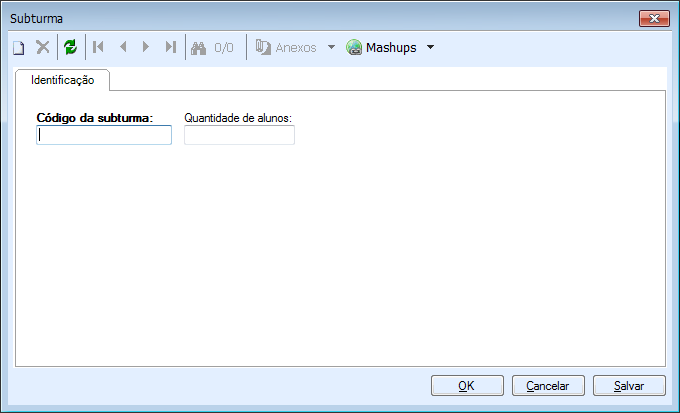 Subturma
0/0 Anexos Mashups
Identificação
Código da subturma: Quantidade de alunos:
OK Cancelar Salvar